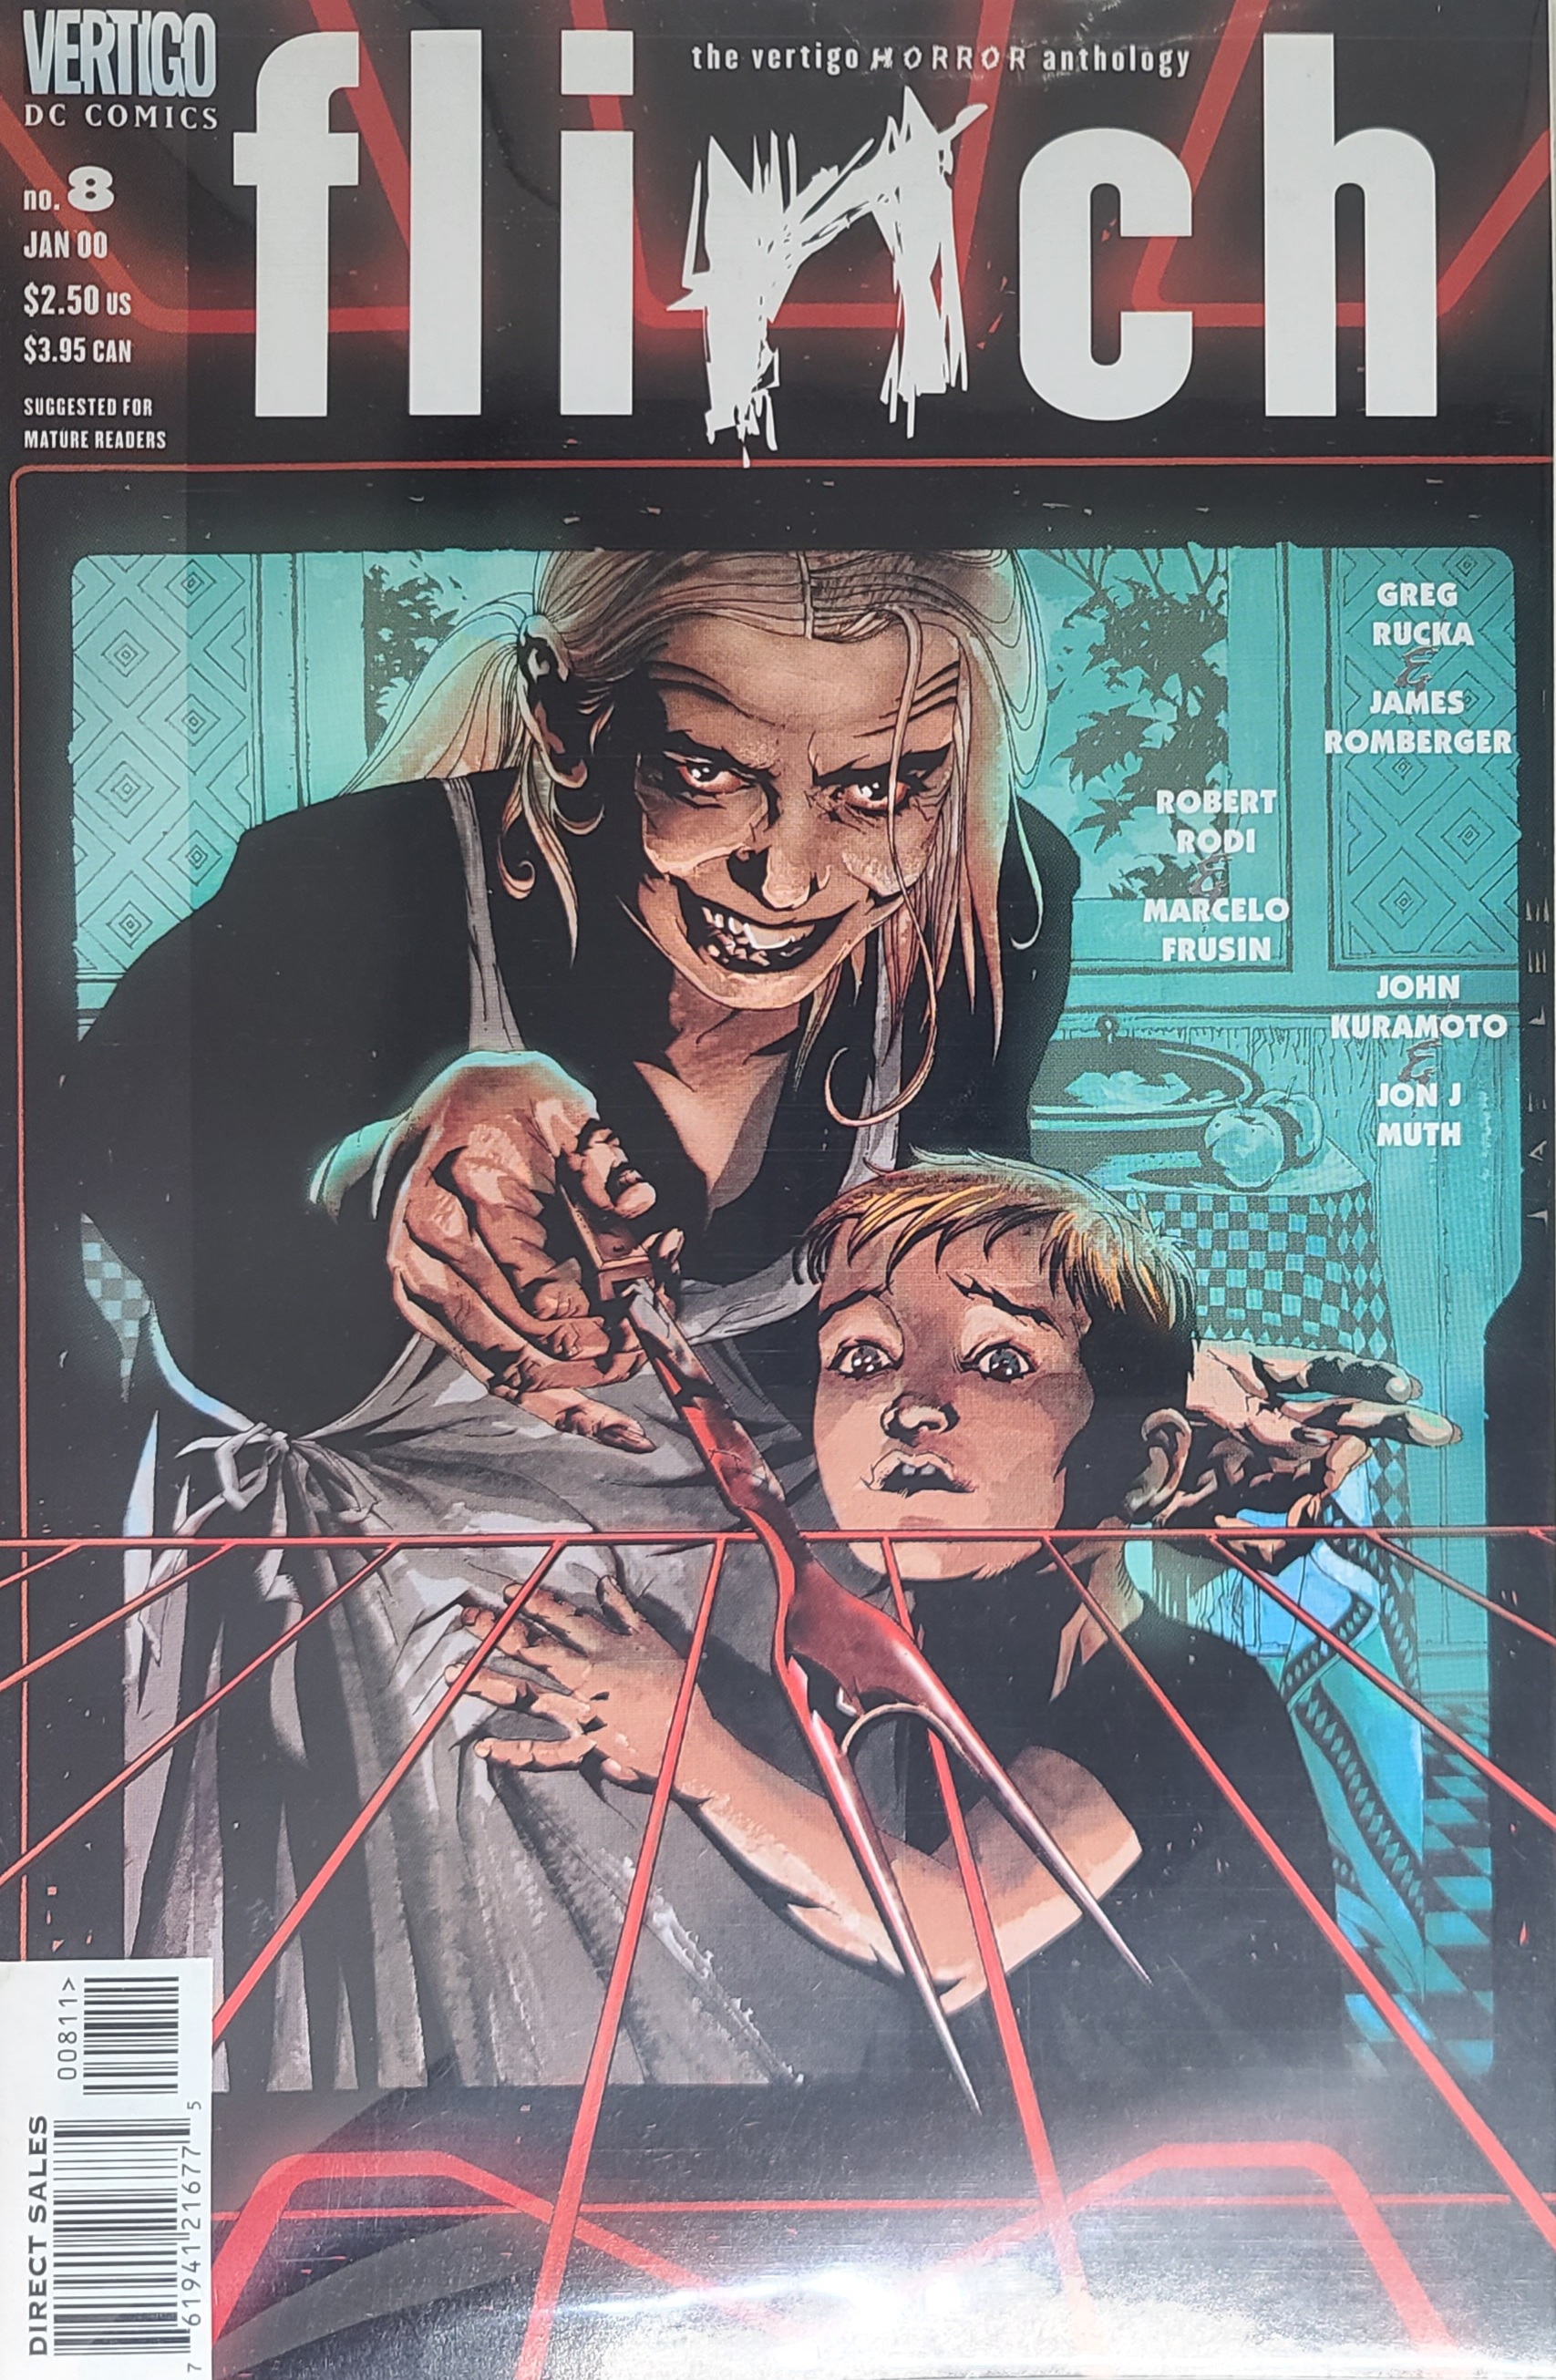 VERTIGO
DC COMICS
no. 8
JAN 00
$2.50 US
$3.95 CAN
SUGGESTED FOR
MATURE READERS
the vertigo HORROR anthology
flinch
GREG
RUCKA
&
JAMES
ROMBERGER
ROBERT
RODI
&
MARCELO
FRUSIN
JOHN
KURAMOTO
&
JON J
MUTH
DIRECT SALES
00811>
7 61941 21677 5